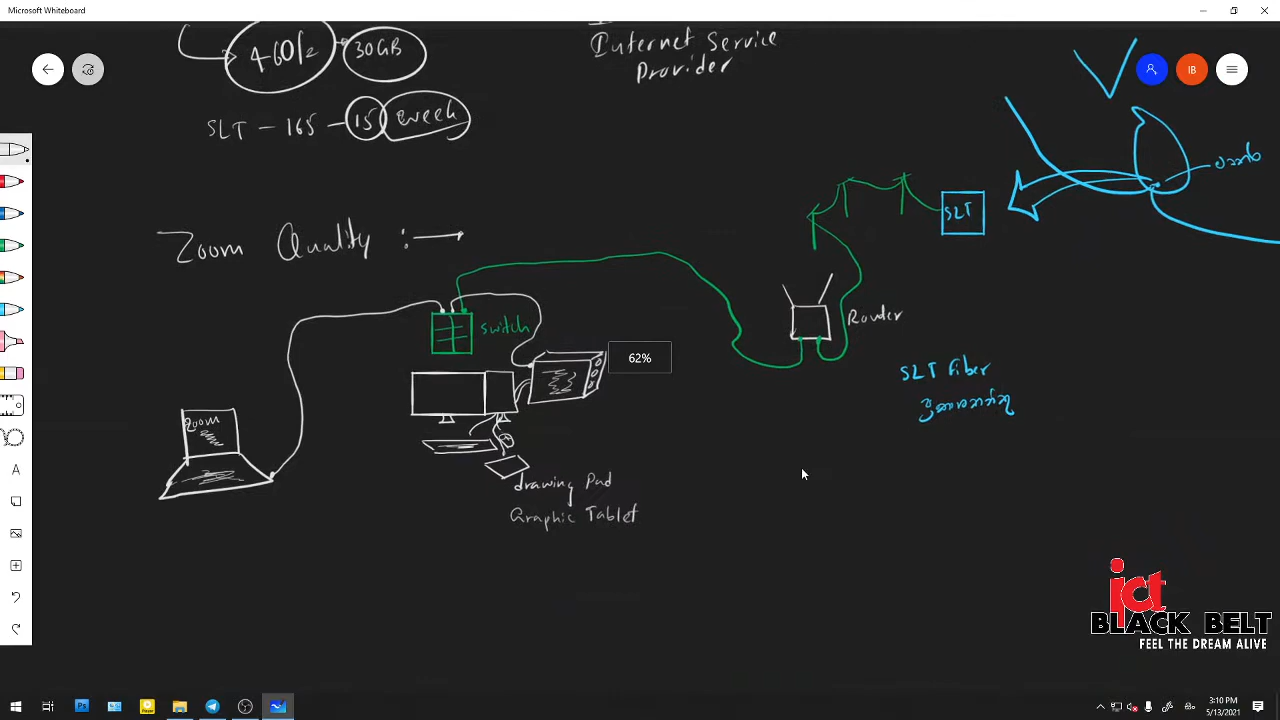 Microsoft Whiteboard
460/= 30GB
Internet Service
Provider
SLT - 165 - 15 week
IB
SLT
Zoom Quality :→
switch
Router
62%
SLT fiber
Zoom
drawing Pad
Graphic Tablet
A
ict
BLACK BELT
FEEL THE DREAM ALIVE
3:10 PM
5/13/2021